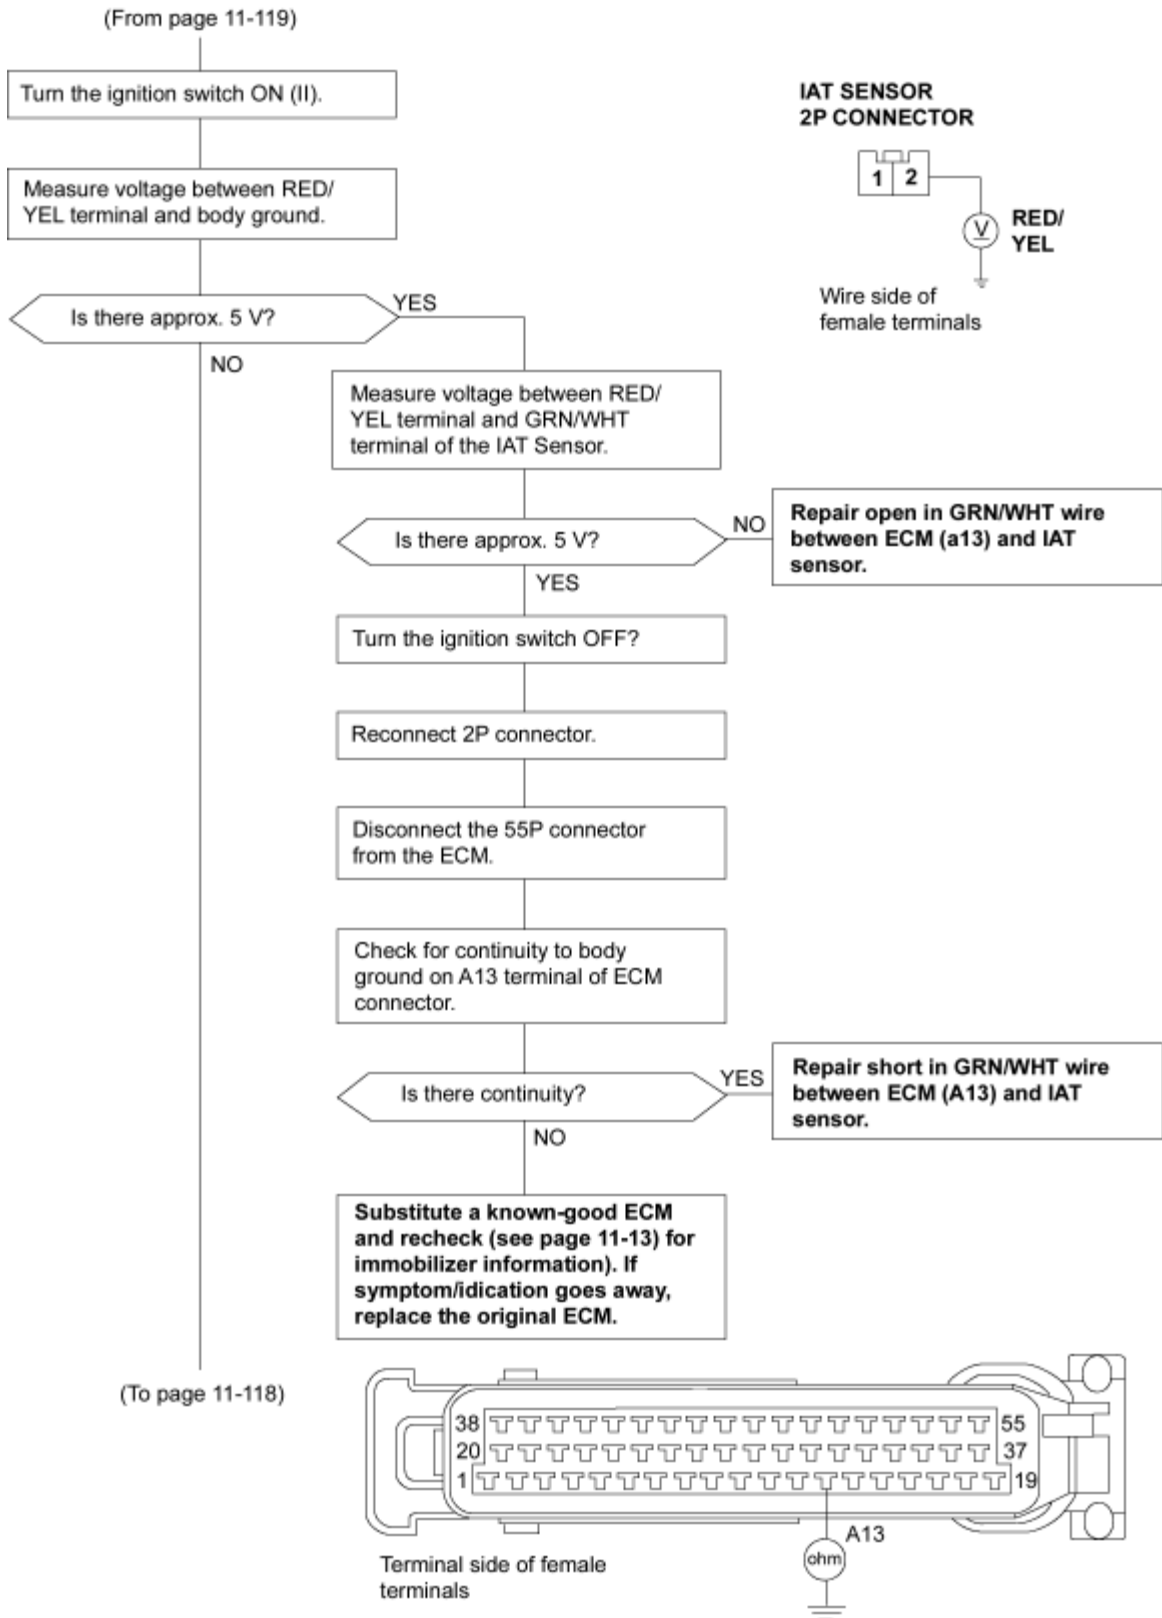 (From page 11-119)
Turn the ignition switch ON (II).
Measure voltage between RED/
YEL terminal and body ground.
Is there approx. 5 V?
YES
NO
IAT SENSOR
2P CONNECTOR
1 2
V
RED/
YEL
Wire side of
female terminals
Measure voltage between RED/
YEL terminal and GRN/WHT
terminal of the IAT Sensor.
Is there approx. 5 V?
NO
YES
Repair open in GRN/WHT wire
between ECM (a13) and IAT
sensor.
Turn the ignition switch OFF?
Reconnect 2P connector.
Disconnect the 55P connector
from the ECM.
Check for continuity to body
ground on A13 terminal of ECM
connector.
Is there continuity?
YES
NO
Repair short in GRN/WHT wire
between ECM (A13) and IAT
sensor.
Substitute a known-good ECM
and recheck (see page 11-13) for
immobilizer information). If
symptom/idication goes away,
replace the original ECM.
(To page 11-118)
38 55
20 37
1 19
A13
ohm
Terminal side of female
terminals